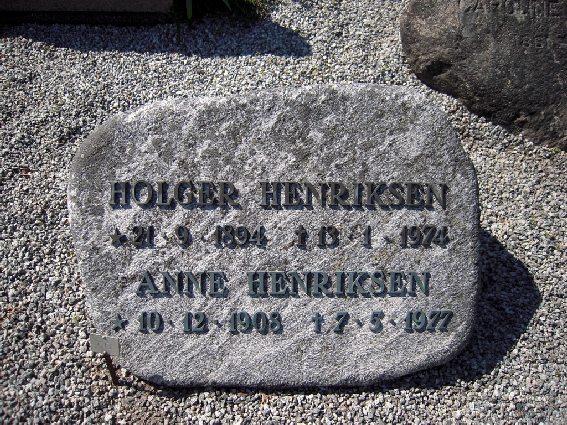 HOLGER HENRIKSEN
★ 21 · 9 · 1894 ✝ 13 · 1 · 1974
ANNE HENRIKSEN
★ 10 · 12 · 1908 ✝ 7 · 5 · 1977